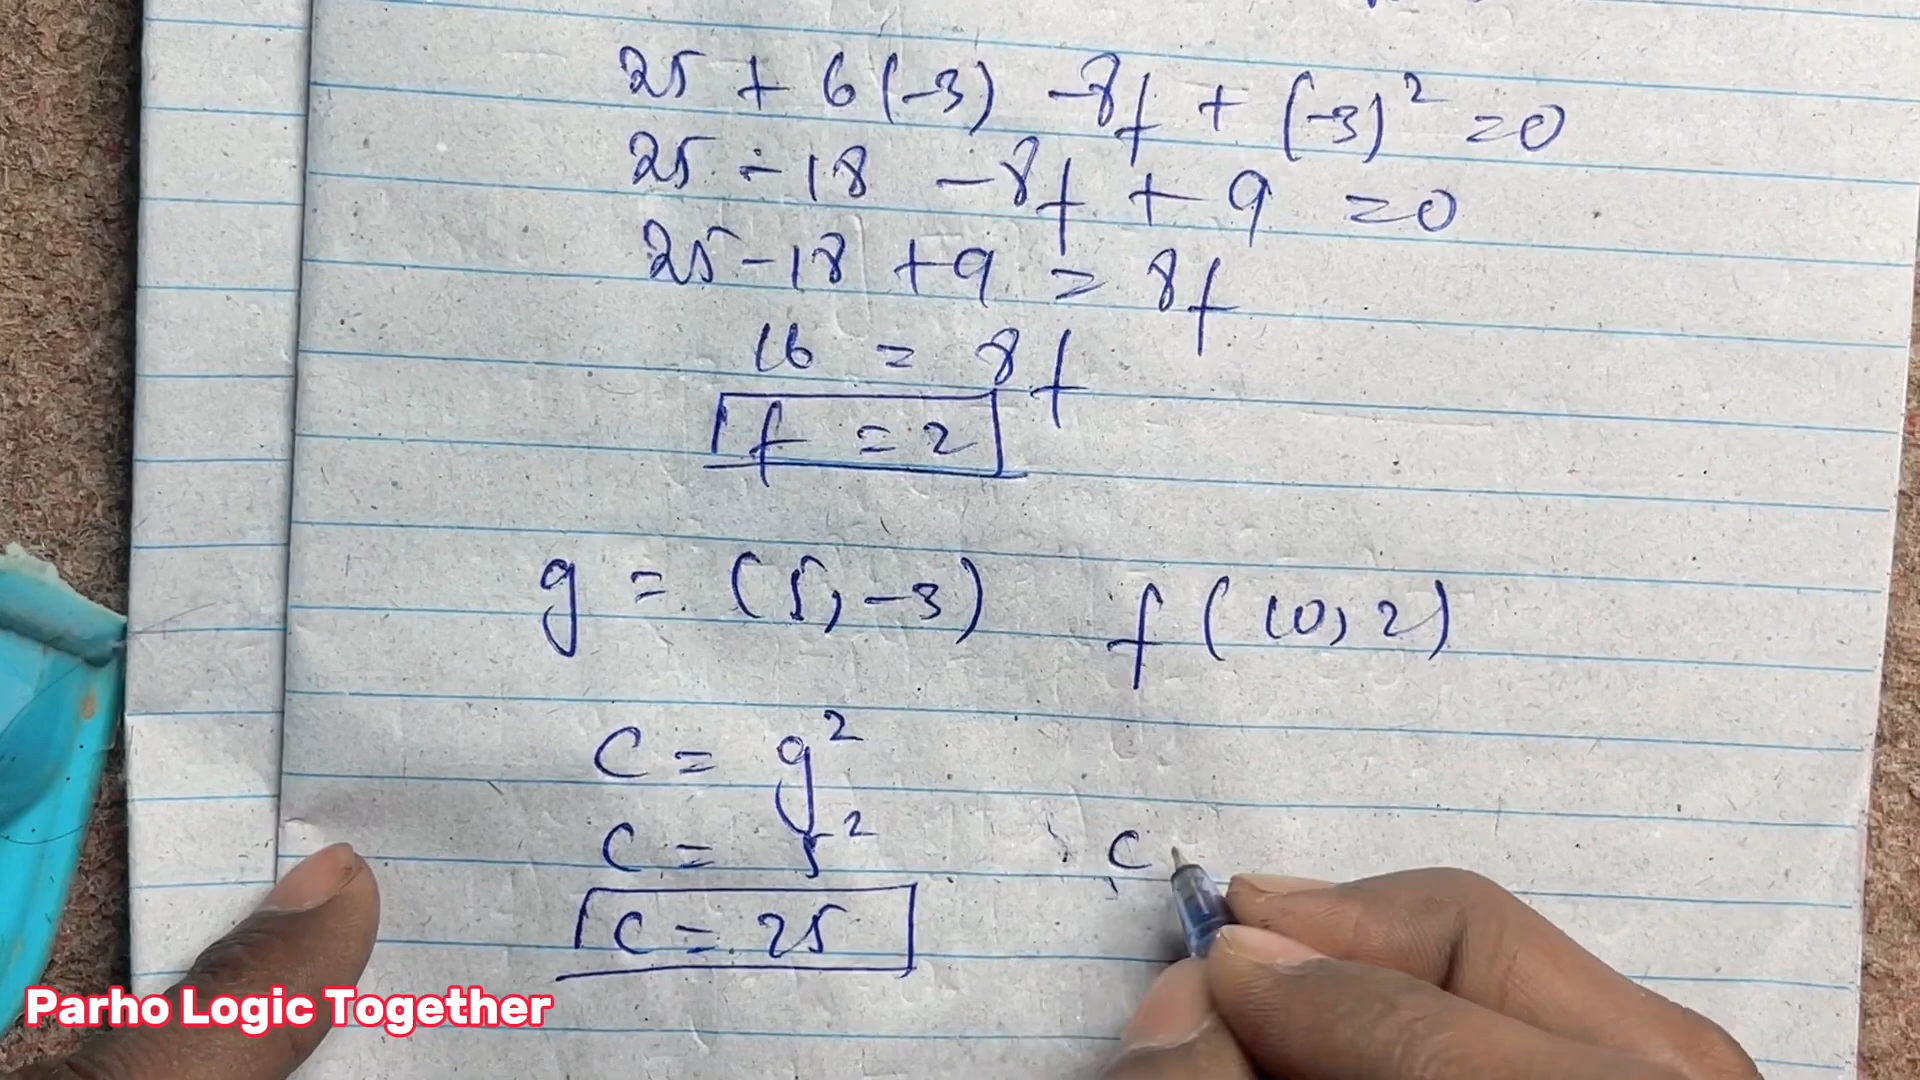 25 + 6(-3) -8f + (-3)² =0
25 - 18 -8f + 9 =0
25-18 +9 = 8f
16 = 8f
f = 2
g = (5, -3) f (10, 2)
C = g²
C = 5² C
C = 25
Parho Logic Together